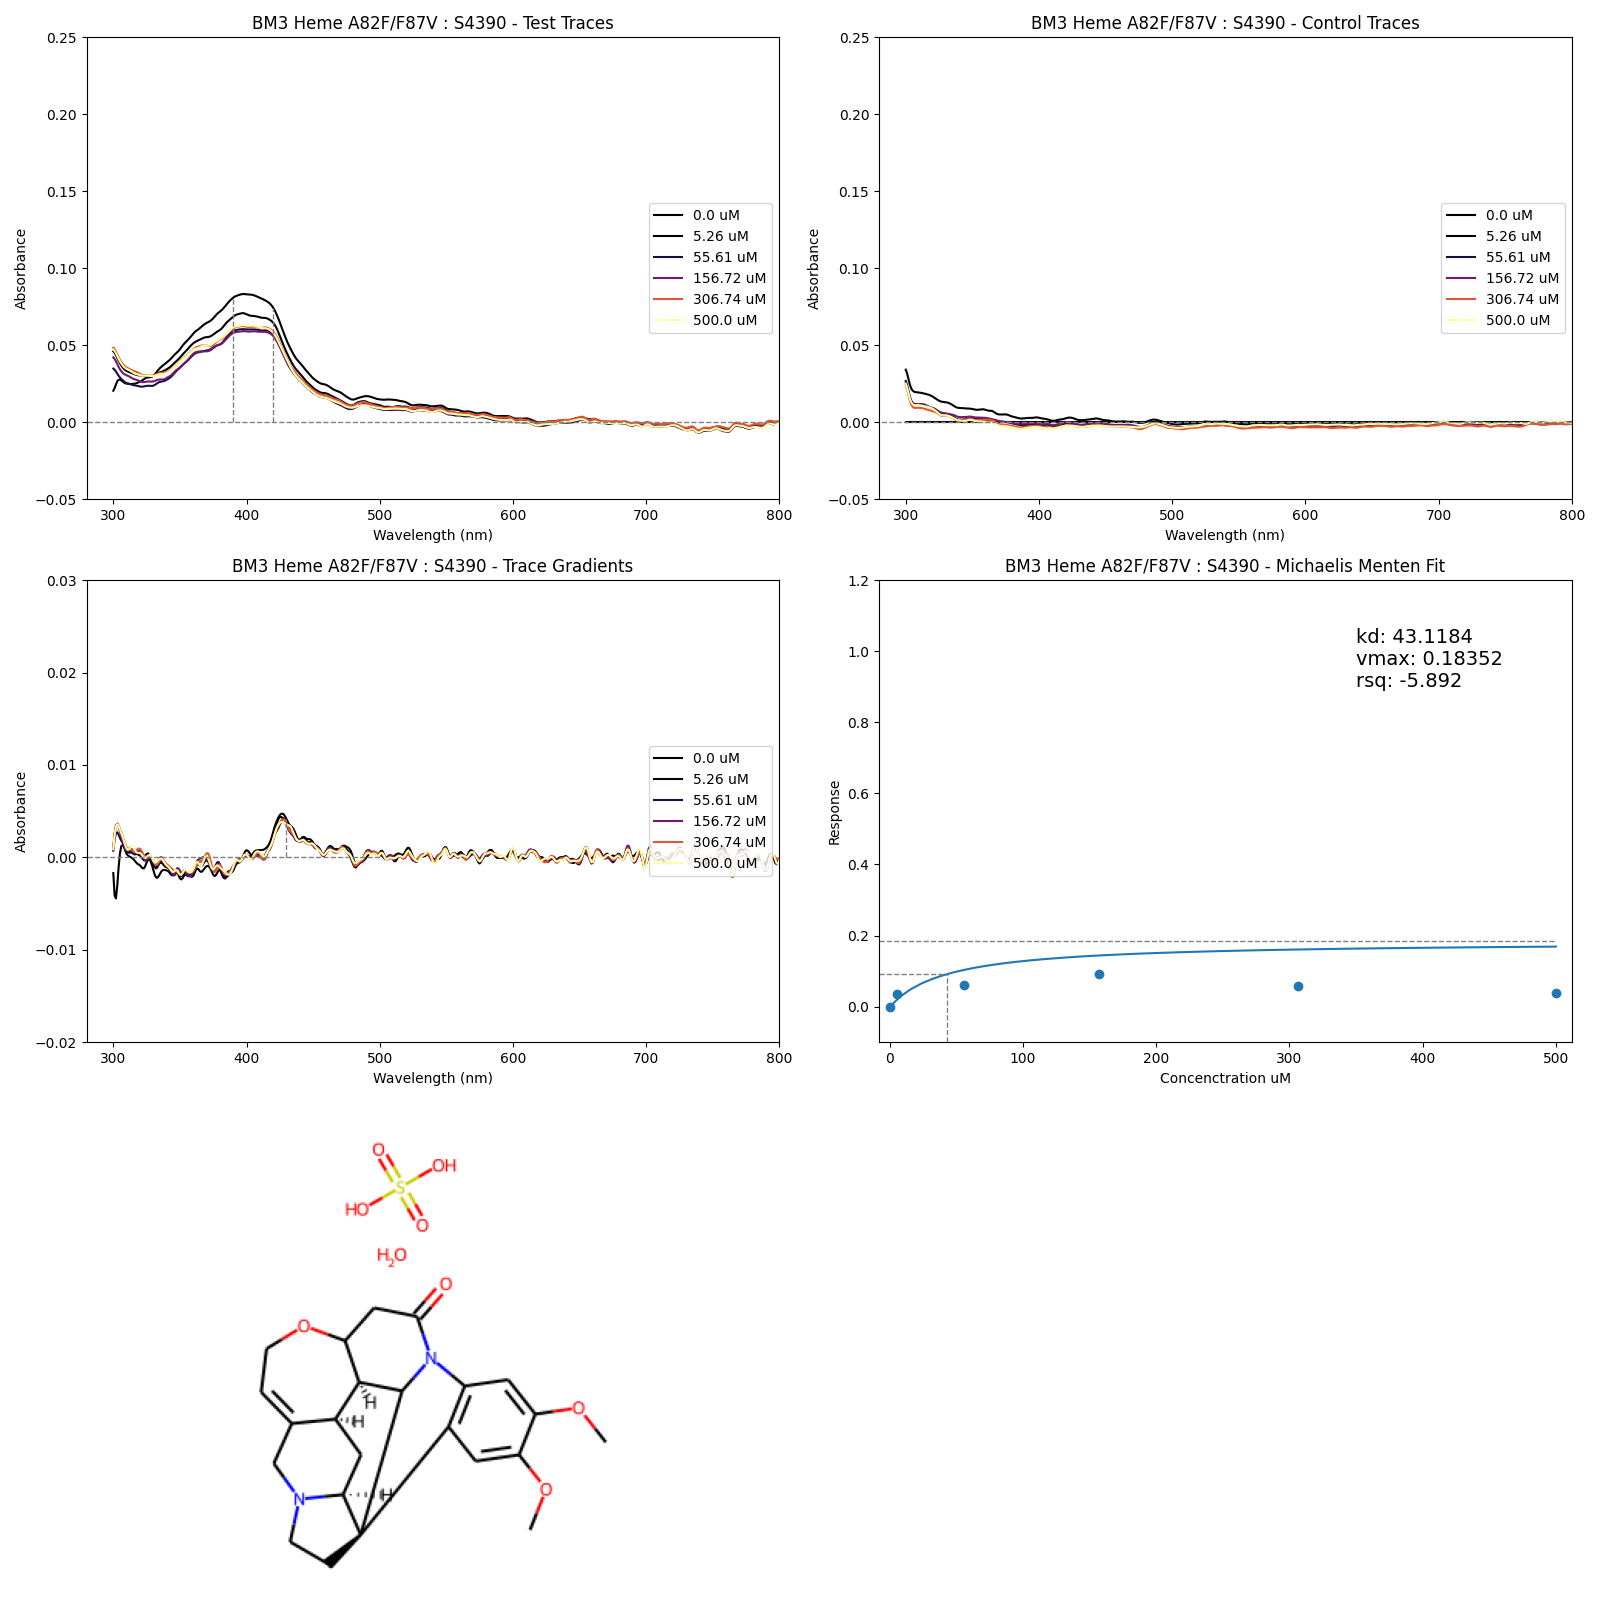 BM3 Heme A82F/F87V : S4390 - Test Traces
0.25
0.20
0.15
0.10
0.05
0.00
−0.05
Absorbance
300
400
500
600
700
800
Wavelength (nm)
0.0 uM
5.26 uM
55.61 uM
156.72 uM
306.74 uM
500.0 uM
BM3 Heme A82F/F87V : S4390 - Control Traces
0.25
0.20
0.15
0.10
0.05
0.00
−0.05
Absorbance
300
400
500
600
700
800
Wavelength (nm)
0.0 uM
5.26 uM
55.61 uM
156.72 uM
306.74 uM
500.0 uM
BM3 Heme A82F/F87V : S4390 - Trace Gradients
0.03
0.02
0.01
0.00
−0.01
−0.02
Absorbance
300
400
500
600
700
800
Wavelength (nm)
0.0 uM
5.26 uM
55.61 uM
156.72 uM
306.74 uM
500.0 uM
BM3 Heme A82F/F87V : S4390 - Michaelis Menten Fit
1.2
1.0
0.8
0.6
0.4
0.2
0.0
Response
kd: 43.1184
vmax: 0.18352
rsq: -5.892
0
100
200
300
400
500
Concenctration uM
O
OH
S
HO
O
H2O
O
O
N
H
H
O
N
H
O